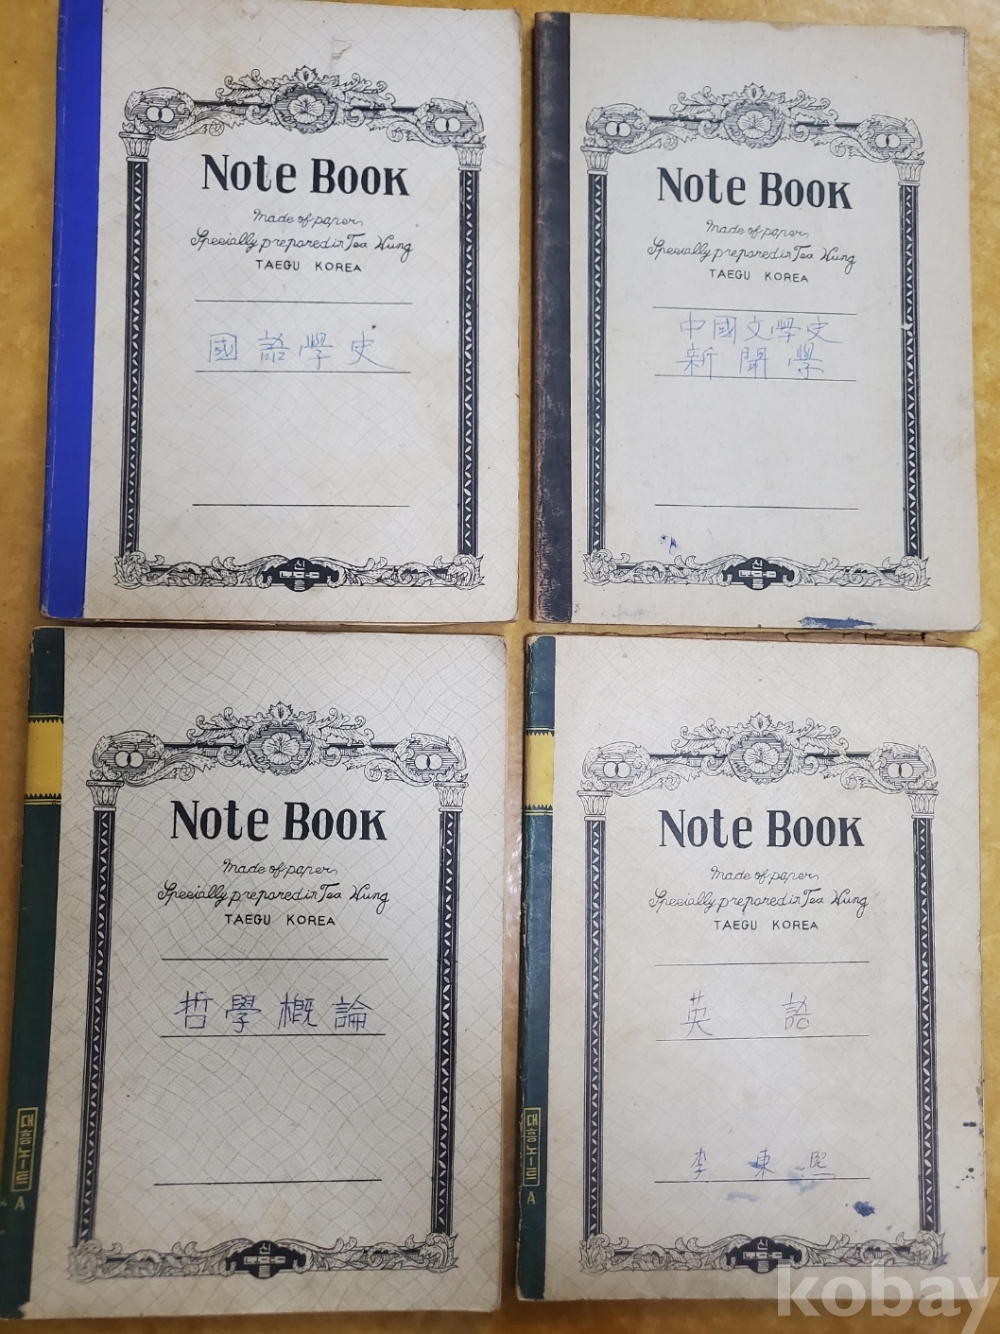 Note Book
Made of paper
Specially prepared in Tea Hung
TAEGU KOREA
國語學史
Note Book
Made of paper
Specially prepared in Tea Hung
TAEGU KOREA
中國文學史
新聞學
Note Book
Made of paper
Specially prepared in Tea Hung
TAEGU KOREA
哲學概論
대흥노-트 A
Note Book
Made of paper
Specially prepared in Tea Hung
TAEGU KOREA
英語
李東熙
대흥노-트 A
kobay